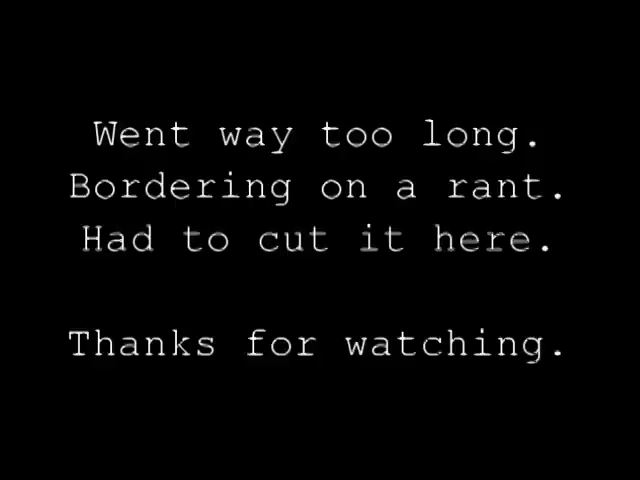 Went way too long.
Bordering on a rant.
Had to cut it here.
Thanks for watching.